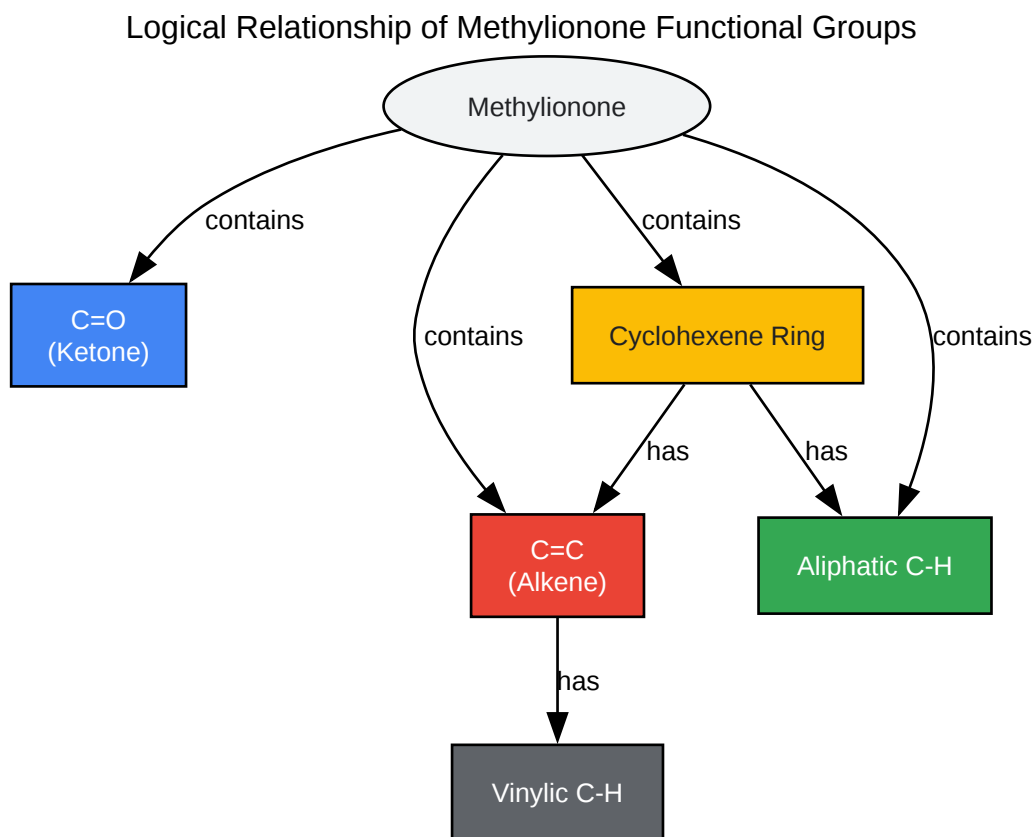 Logical Relationship of Methylionone Functional Groups
Methylionone
contains
contains
C=O
(Ketone)
Cyclohexene Ring
contains
contains
has
has
C=C
(Alkene)
Aliphatic C-H
has
Vinylic C-H